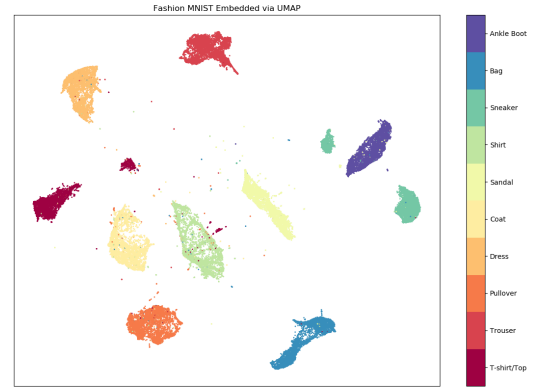 Fashion MNIST Embedded via UMAP
Ankle Boot
Bag
Sneaker
Shirt
Sandal
Coat
Dress
Pullover
Trouser
T-shirt/Top